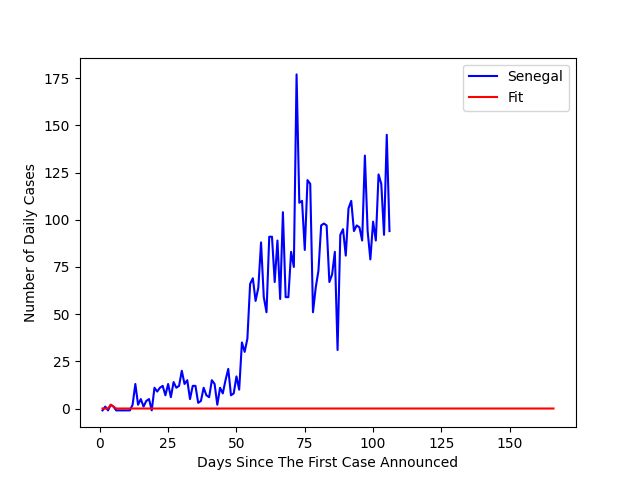 Senegal
Fit
Number of Daily Cases
175
150
125
100
75
50
25
0
0 25 50 75 100 125 150
Days Since The First Case Announced